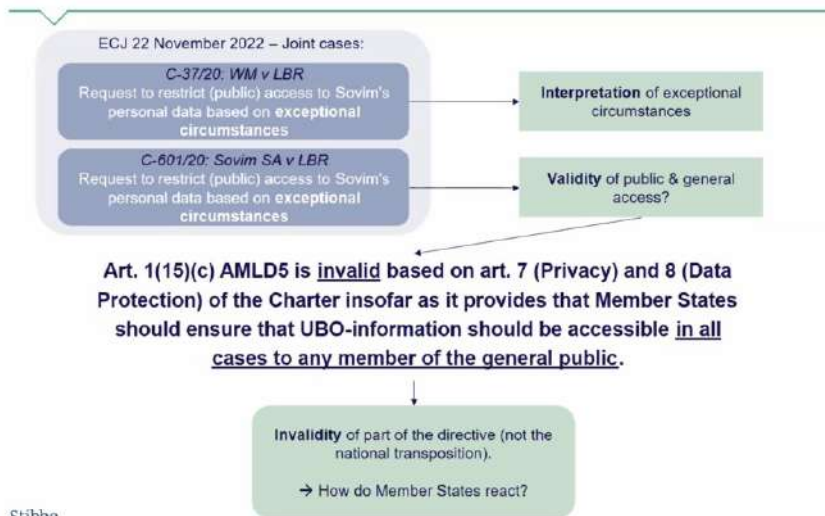 ECJ 22 November 2022 – Joint cases:
C-37/20: WM v LBR
Request to restrict (public) access to Sovim's
personal data based on exceptional
circumstances
Interpretation of exceptional
circumstances
C-601/20: Sovim SA v LBR
Request to restrict (public) access to Sovim's
personal data based on exceptional
circumstances
Validity of public & general
access?
Art. 1(15)(c) AMLD5 is invalid based on art. 7 (Privacy) and 8 (Data
Protection) of the Charter insofar as it provides that Member States
should ensure that UBO-information should be accessible in all
cases to any member of the general public.
Invalidity of part of the directive (not the
national transposition).
→ How do Member States react?
Stibbe